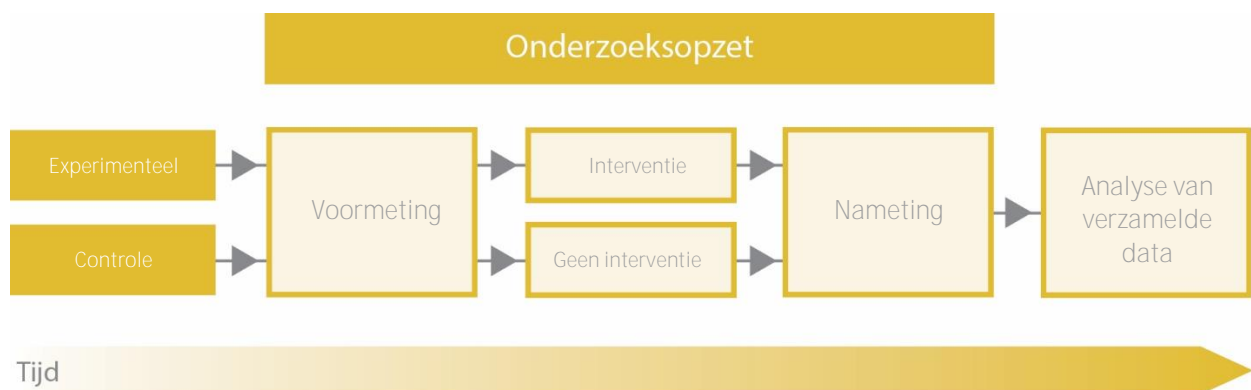 Onderzoeksopzet
Experimenteel
Voormeting
Interventie
Nameting
Analyse van
verzamelde
data
Controle
Geen interventie
Tijd